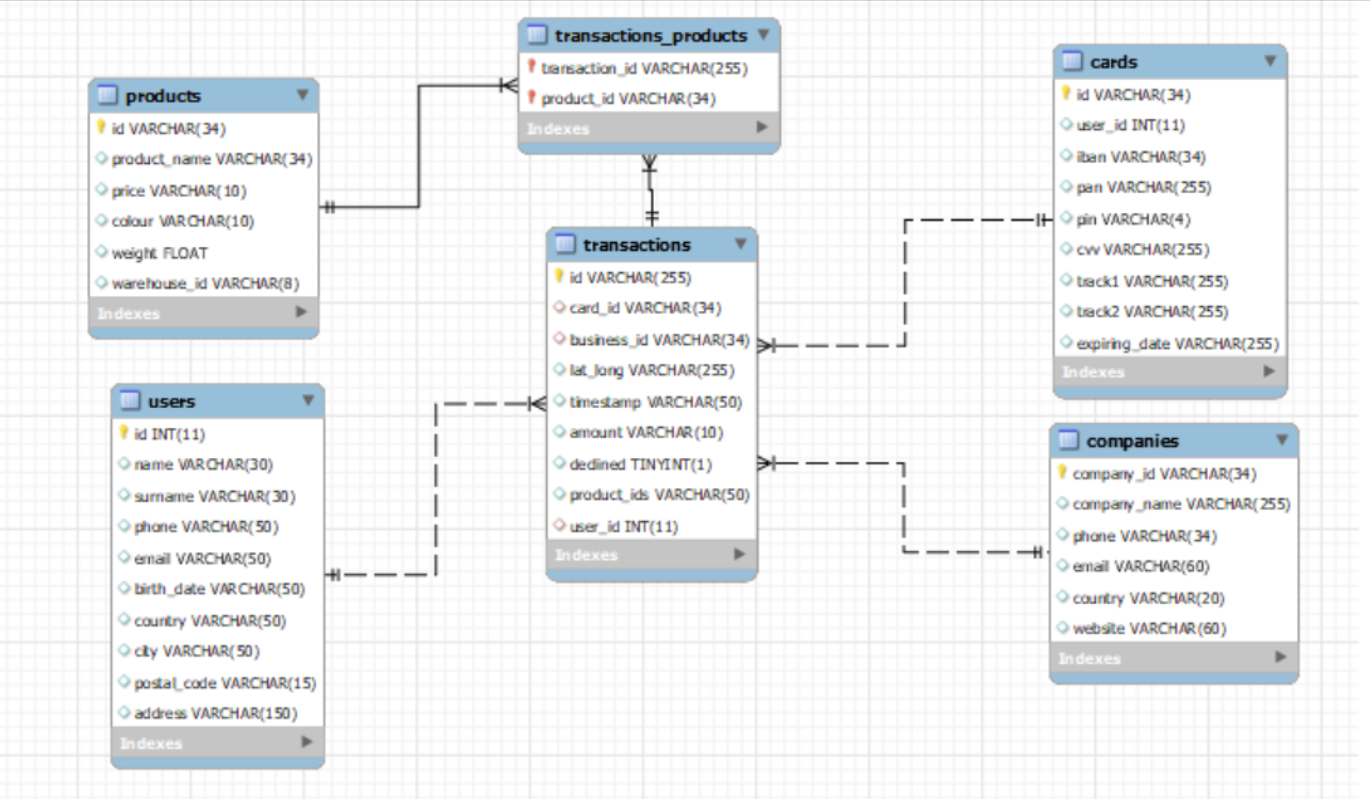 transactions_products
transaction_id VARCHAR(255)
product_id VARCHAR(34)
Indexes
products
id VARCHAR(34)
product_name VARCHAR(34)
price VARCHAR(10)
colour VARCHAR(10)
weight FLOAT
warehouse_id VARCHAR(8)
Indexes
cards
id VARCHAR(34)
user_id INT(11)
iban VARCHAR(34)
pan VARCHAR(255)
pin VARCHAR(4)
cvv VARCHAR(255)
track1 VARCHAR(255)
track2 VARCHAR(255)
expiring_date VARCHAR(255)
Indexes
transactions
id VARCHAR(255)
card_id VARCHAR(34)
business_id VARCHAR(34)
lat_long VARCHAR(255)
timestamp VARCHAR(50)
amount VARCHAR(10)
declined TINYINT(1)
product_ids VARCHAR(50)
user_id INT(11)
Indexes
users
id INT(11)
name VARCHAR(30)
surname VARCHAR(30)
phone VARCHAR(50)
email VARCHAR(50)
birth_date VARCHAR(50)
country VARCHAR(50)
city VARCHAR(50)
postal_code VARCHAR(15)
address VARCHAR(150)
Indexes
companies
company_id VARCHAR(34)
company_name VARCHAR(255)
phone VARCHAR(34)
email VARCHAR(60)
country VARCHAR(20)
website VARCHAR(60)
Indexes